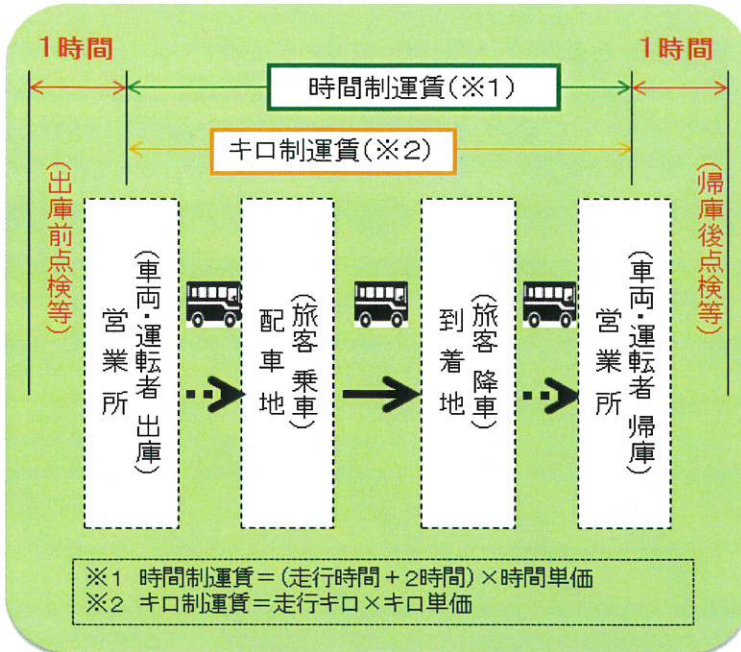 1時間
1時間
時間制運賃(※1)
キロ制運賃(※2)
(出庫前点検等)
営業所
(車両・運転者 出庫)
配車地
(旅客 乗車)
到着地
(旅客 降車)
営業所
(車両・運転者 帰庫)
(帰庫後点検等)
※1 時間制運賃=(走行時間+2時間)×時間単価
※2 キロ制運賃=走行キロ×キロ単価